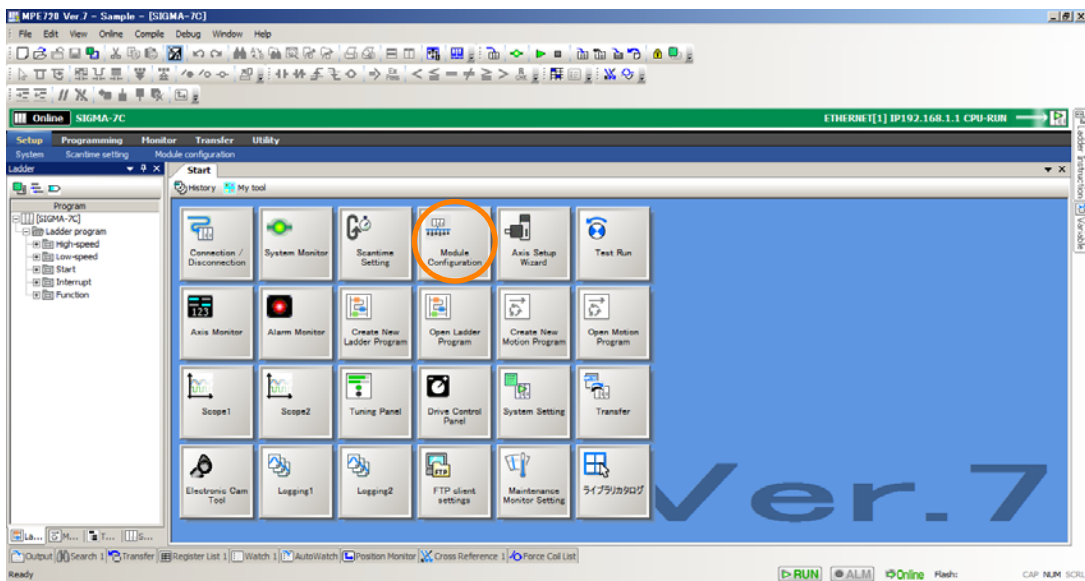 MPE720 Ver.7 - Sample - [SIGMA-7C]
File Edit View Online Compile Debug Window Help
Online SIGMA-7C ETHERNET[1] IP192.168.1.1 CPU-RUN
Setup Programming Monitor Transfer Utility
System Scantime setting Module configuration
Ladder
Start
History My tool
Program
[SIGMA-7C]
Ladder program
High-speed
Low-speed
Start
Interrupt
Function
Connection / Disconnection
System Monitor
Scantime Setting
Module Configuration
Axis Setup Wizard
Test Run
123
Axis Monitor
Alarm Monitor
Create New Ladder Program
Open Ladder Program
Create New Motion Program
Open Motion Program
Scope1
Scope2
Tuning Panel
Drive Control Panel
System Setting
Transfer
Electronic Cam Tool
Logging1
Logging2
FTP
FTP client settings
Maintenance Monitor Setting
ライブラリカタログ
Ver.7
Ladder Instruction
Variable
La... M... T... S...
Output Search 1 Transfer Register List 1 Watch 1 AutoWatch Position Monitor Cross Reference 1 Force Coil List
Ready RUN ALM Online Flash: CAP NUM SCRL